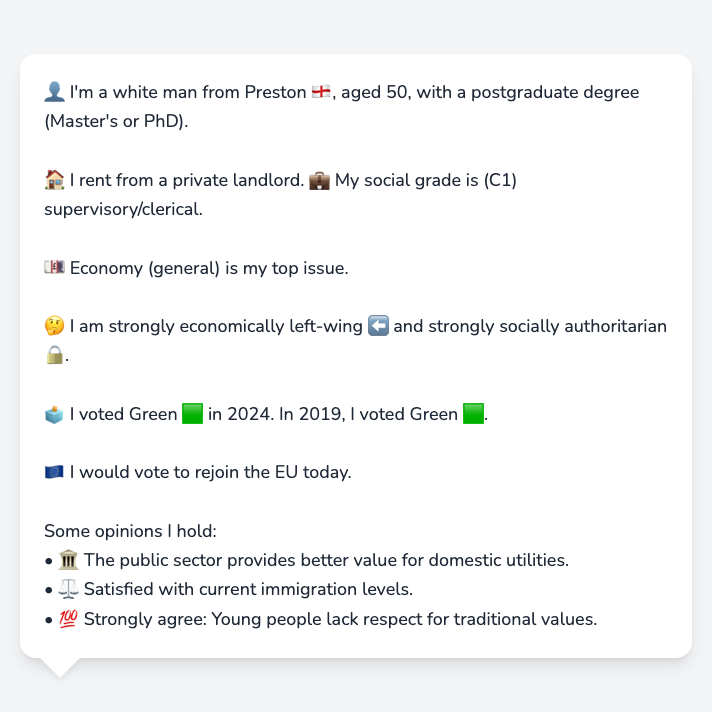 👤 I'm a white man from Preston 🏴󠁧󠁢󠁥󠁮󠁧󠁿, aged 50, with a postgraduate degree
(Master's or PhD).
🏠 I rent from a private landlord. 💼 My social grade is (C1)
supervisory/clerical.
💷 Economy (general) is my top issue.
🤔 I am strongly economically left-wing ⬅️ and strongly socially authoritarian
🔒.
🗳️ I voted Green 🟩 in 2024. In 2019, I voted Green 🟩.
🇪🇺 I would vote to rejoin the EU today.
Some opinions I hold:
• 🏛️ The public sector provides better value for domestic utilities.
• ⚖️ Satisfied with current immigration levels.
• 💯 Strongly agree: Young people lack respect for traditional values.